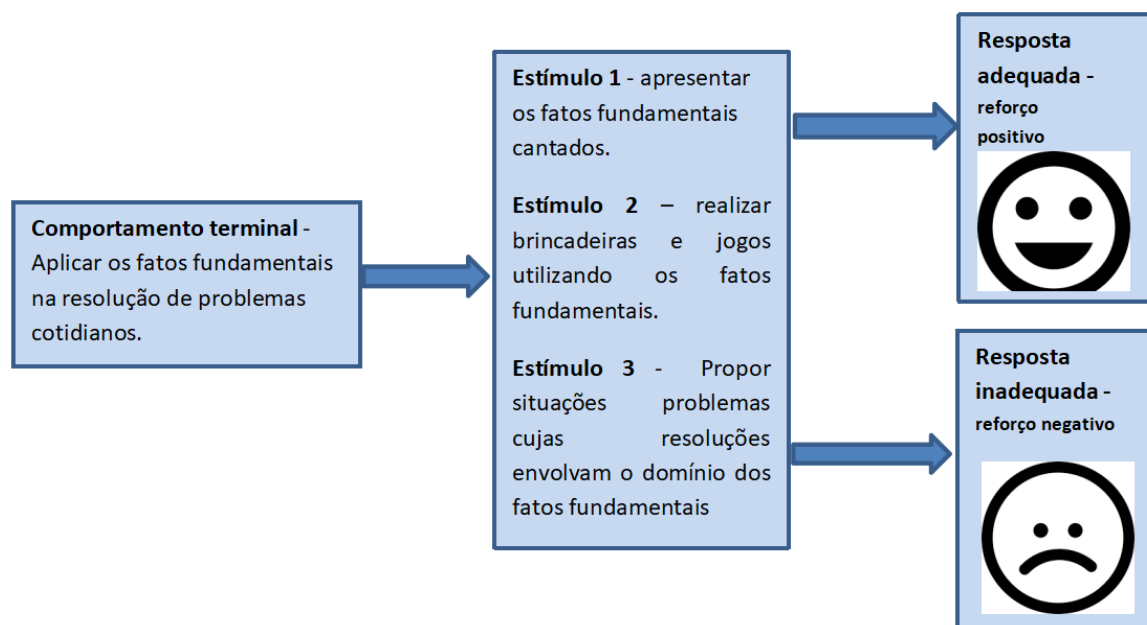 Comportamento terminal -
Aplicar os fatos fundamentais
na resolução de problemas
cotidianos.
Estímulo 1 - apresentar
os fatos fundamentais
cantados.
Estímulo 2 – realizar
brincadeiras e jogos
utilizando os fatos
fundamentais.
Estímulo 3 - Propor
situações problemas
cujas resoluções
envolvam o domínio dos
fatos fundamentais
Resposta
adequada -
reforço
positivo
Resposta
inadequada -
reforço negativo